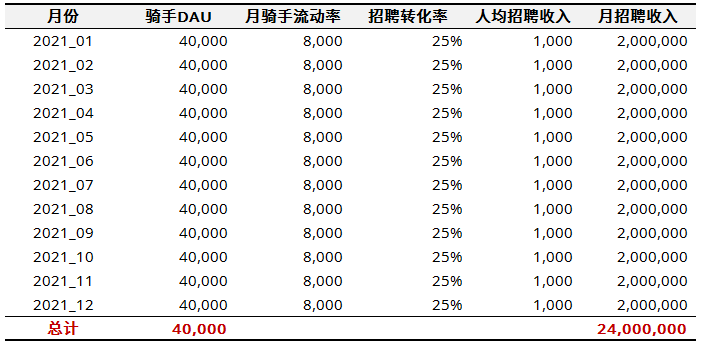 月份 骑手DAU 月骑手流动率 招聘转化率 人均招聘收入 月招聘收入
2021_01 40,000 8,000 25% 1,000 2,000,000
2021_02 40,000 8,000 25% 1,000 2,000,000
2021_03 40,000 8,000 25% 1,000 2,000,000
2021_04 40,000 8,000 25% 1,000 2,000,000
2021_05 40,000 8,000 25% 1,000 2,000,000
2021_06 40,000 8,000 25% 1,000 2,000,000
2021_07 40,000 8,000 25% 1,000 2,000,000
2021_08 40,000 8,000 25% 1,000 2,000,000
2021_09 40,000 8,000 25% 1,000 2,000,000
2021_10 40,000 8,000 25% 1,000 2,000,000
2021_11 40,000 8,000 25% 1,000 2,000,000
2021_12 40,000 8,000 25% 1,000 2,000,000
总计 40,000 24,000,000